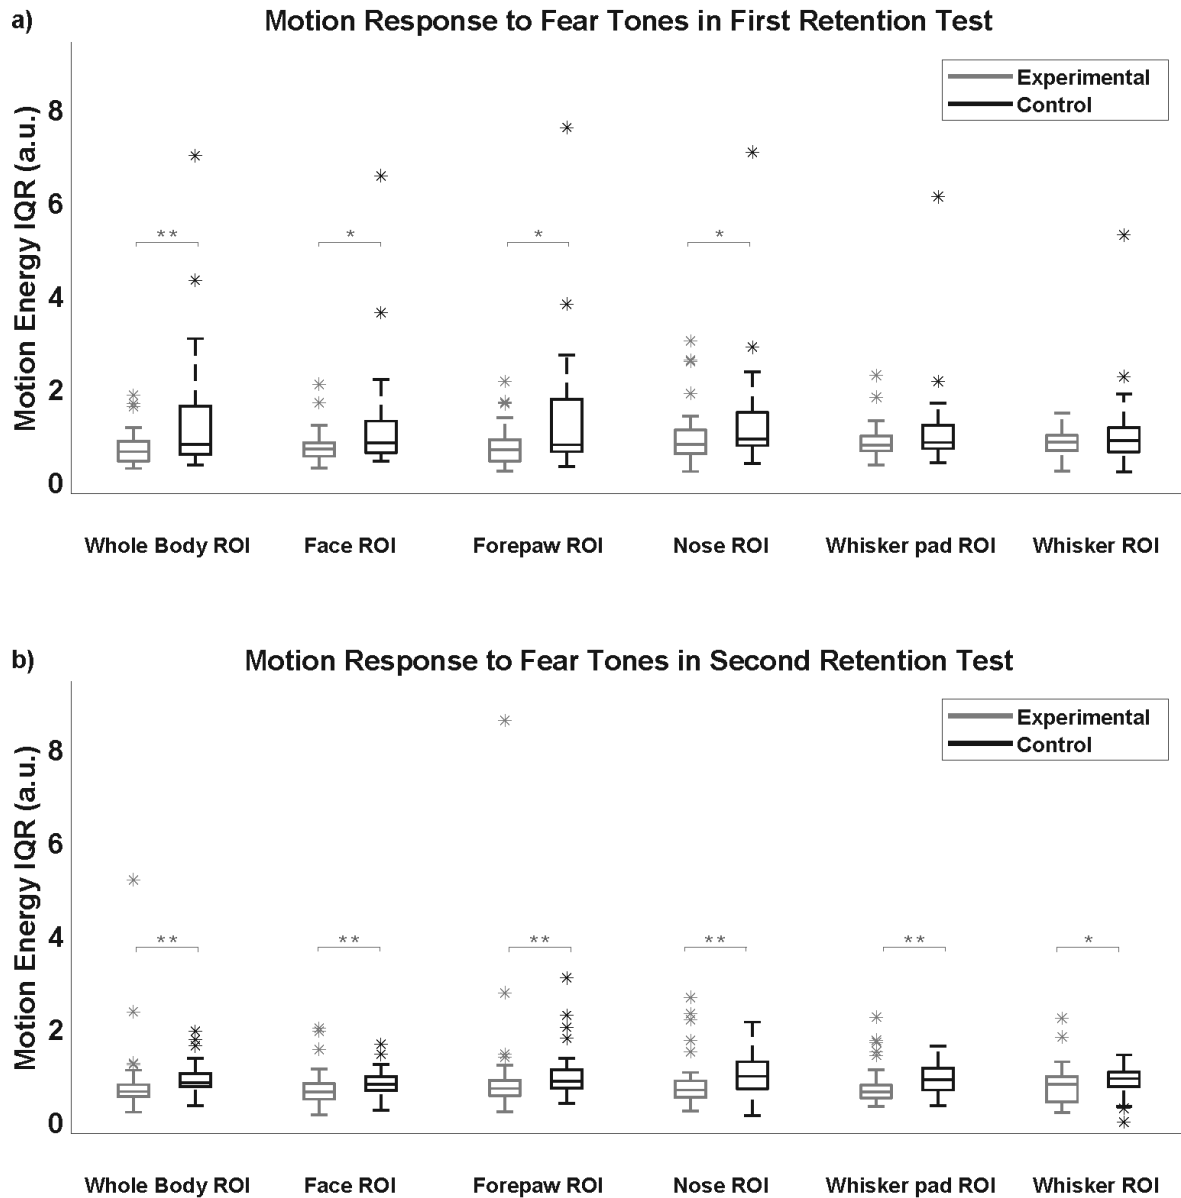 a)
Motion Response to Fear Tones in First Retention Test
Experimental
Control
Motion Energy IQR (a.u.)
8
6
4
2
0
** * * *
Whole Body ROI Face ROI Forepaw ROI Nose ROI Whisker pad ROI Whisker ROI
b)
Motion Response to Fear Tones in Second Retention Test
Experimental
Control
Motion Energy IQR (a.u.)
8
6
4
2
0
** ** ** ** ** *
Whole Body ROI Face ROI Forepaw ROI Nose ROI Whisker pad ROI Whisker ROI